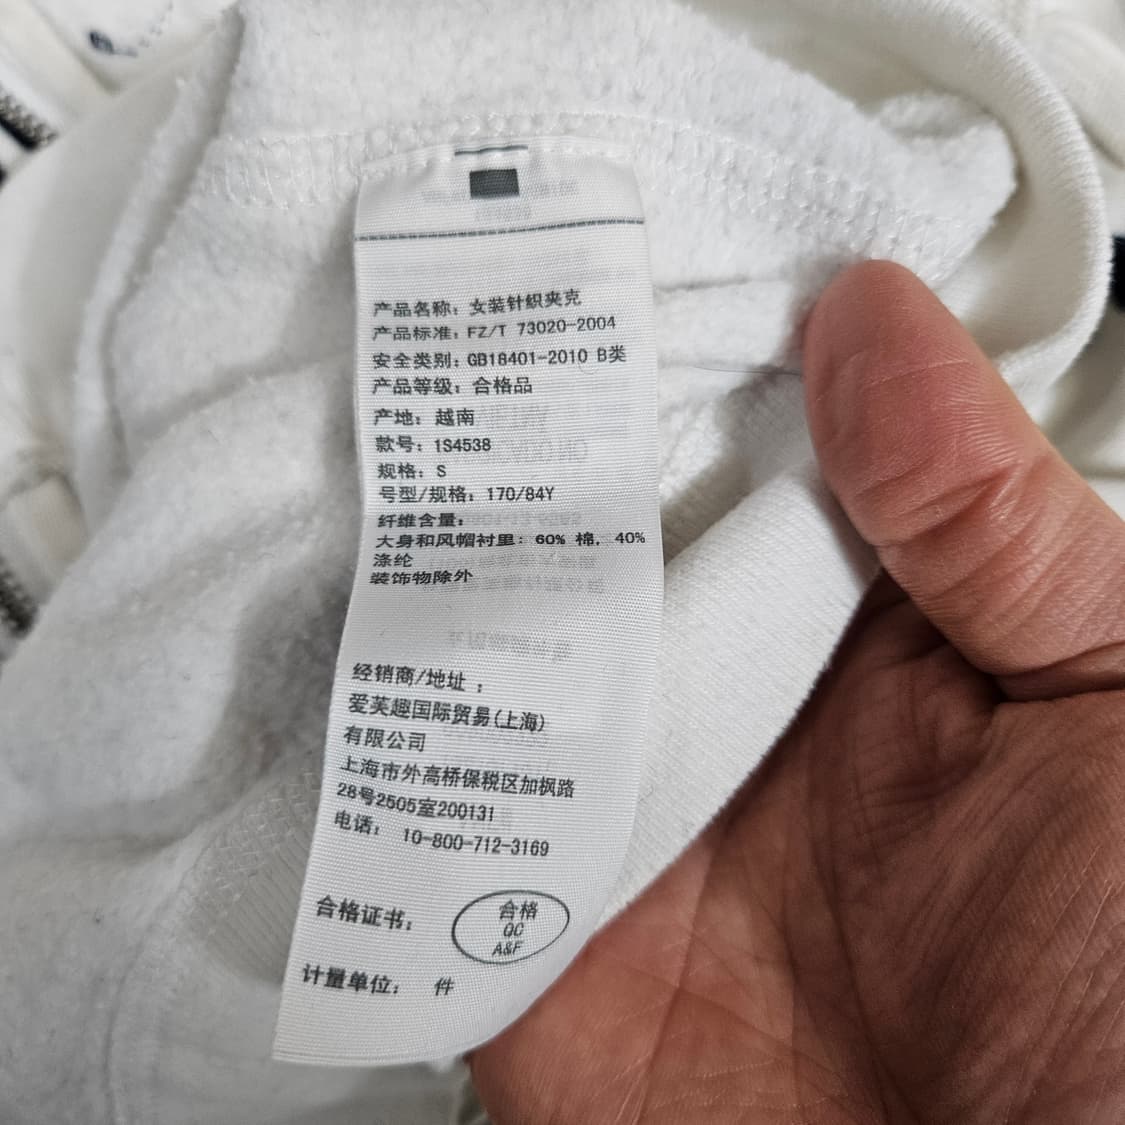 产品名称：女装针织夹克
产品标准：FZ/T 73020-2004
安全类别：GB18401-2010 B类
产品等级：合格品
产地：越南
款号：1S4538
规格：S
号型/规格：170/84Y
纤维含量：
大身和风帽衬里：60% 棉，40%
涤纶
装饰物除外
经销商/地址：
爱芙趣国际贸易(上海)
有限公司
上海市外高桥保税区加枫路
28号2505室200131
电话： 10-800-712-3169
合格证书：
合格
QC
A&F
计量单位： 件